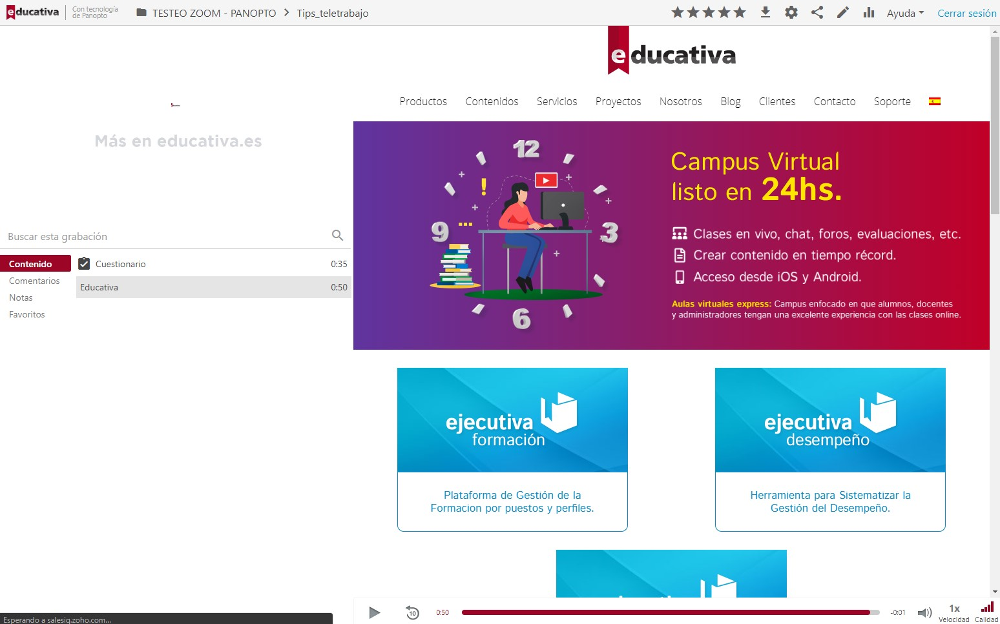 educativa
Con tecnología
de Panopto
TESTEO ZOOM - PANOPTO > Tips_teletrabajo
Ayuda
Cerrar sesión
Más en educativa.es
Buscar esta grabación
Contenido
Comentarios
Notas
Favoritos
Cuestionario 0:35
Educativa 0:50
educativa
Productos Contenidos Servicios Proyectos Nosotros Blog Clientes Contacto Soporte
12
3
6
9
Campus Virtual
listo en 24hs.
Clases en vivo, chat, foros, evaluaciones, etc.
Crear contenido en tiempo récord.
Acceso desde iOS y Android.
Aulas virtuales express: Campus enfocado en que alumnos, docentes
y administradores tengan una excelente experiencia con las clases online.
ejecutiva
formación
Plataforma de Gestión de la
Formacion por puestos y perfiles.
ejecutiva
desempeño
Herramienta para Sistematizar la
Gestión del Desempeño.
10
0:50
-0:01
1x
Velocidad
Calidad
Esperando a salesiq.zoho.com...